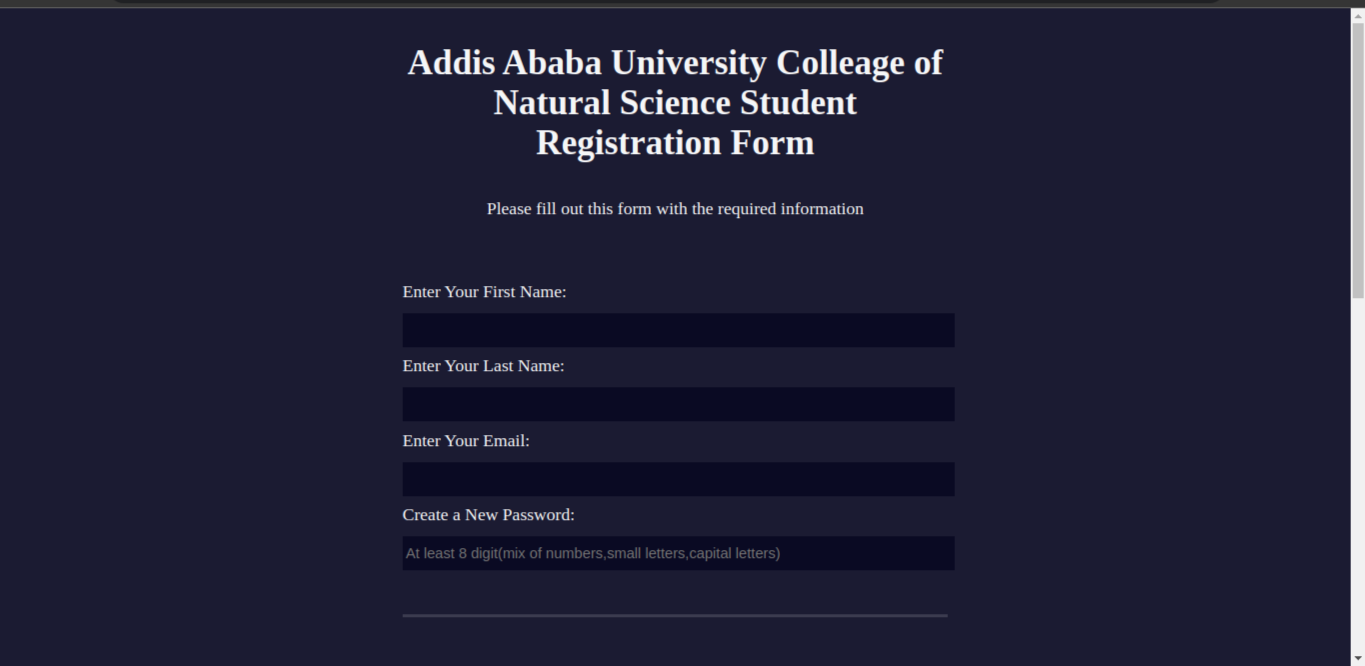 Addis Ababa University Colleage of
Natural Science Student
Registration Form
Please fill out this form with the required information
Enter Your First Name:
Enter Your Last Name:
Enter Your Email:
Create a New Password:
At least 8 digit(mix of numbers,small letters,capital letters)